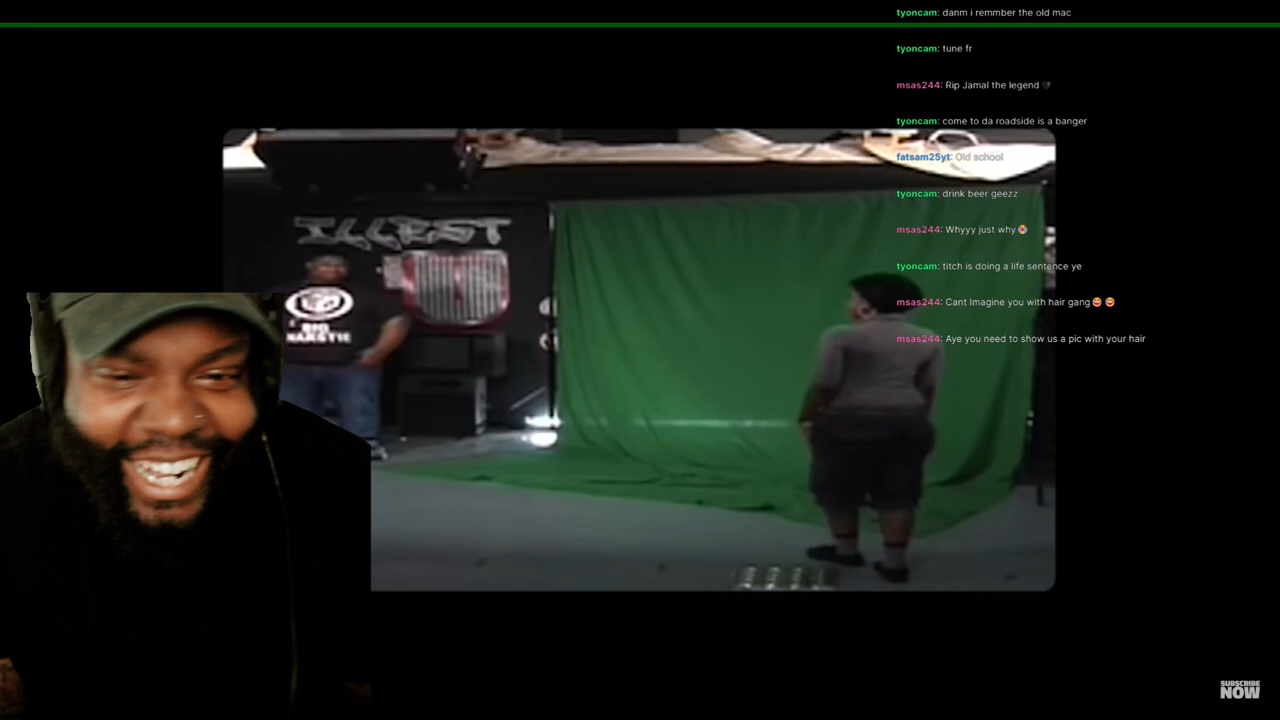 tyoncam: danm i remmber the old mac
tyoncam: tune fr
msas244: Rip Jamal the legend🖤
tyoncam: come to da roadside is a banger
fatsam25yt: Old school
tyoncam: drink beer geezz
msas244: Whyyy just why
tyoncam: titch is doing a life sentence ye
msas244: Cant Imagine you with hair gang
msas244: Aye you need to show us a pic with your hair
ILLEST
BIG
NARSTIE
SUBSCRIBE
NOW